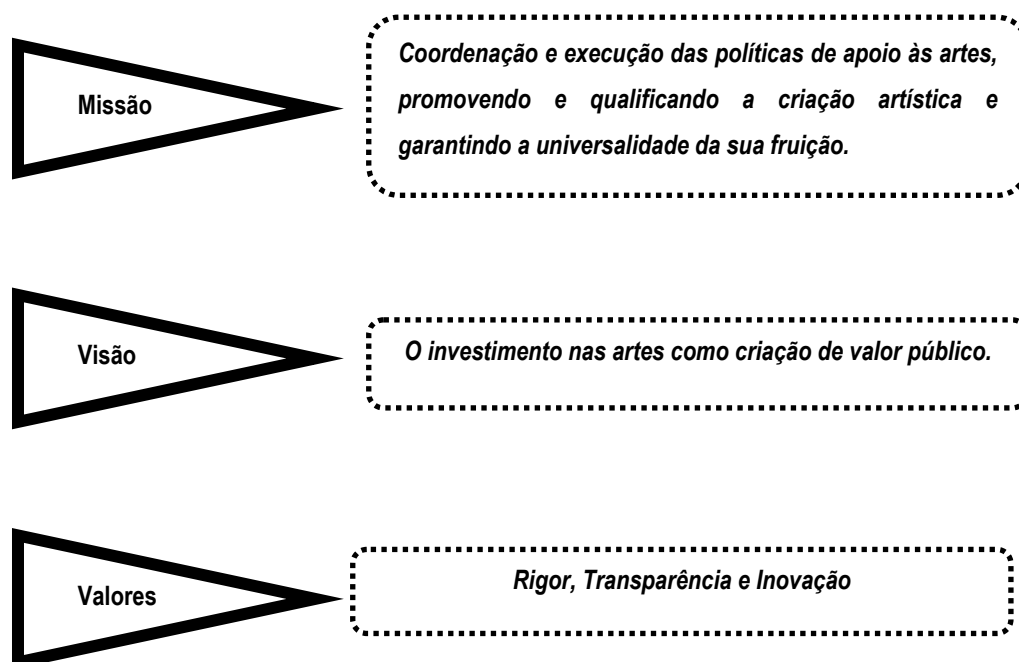 Missão
Coordenação e execução das políticas de apoio às artes,
promovendo e qualificando a criação artística e
garantindo a universalidade da sua fruição.
Visão
O investimento nas artes como criação de valor público.
Valores
Rigor, Transparência e Inovação